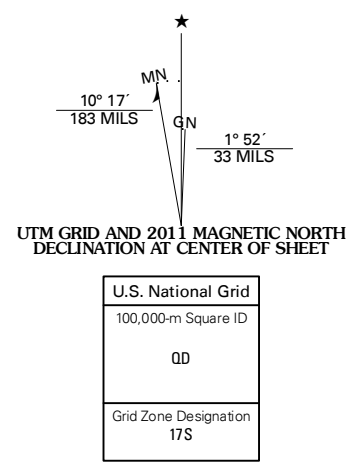 ★
MN
10° 17´
183 MILS
GN
1° 52´
33 MILS
UTM GRID AND 2011 MAGNETIC NORTH
DECLINATION AT CENTER OF SHEET
U.S. National Grid
100,000-m Square ID
QD
Grid Zone Designation
17S